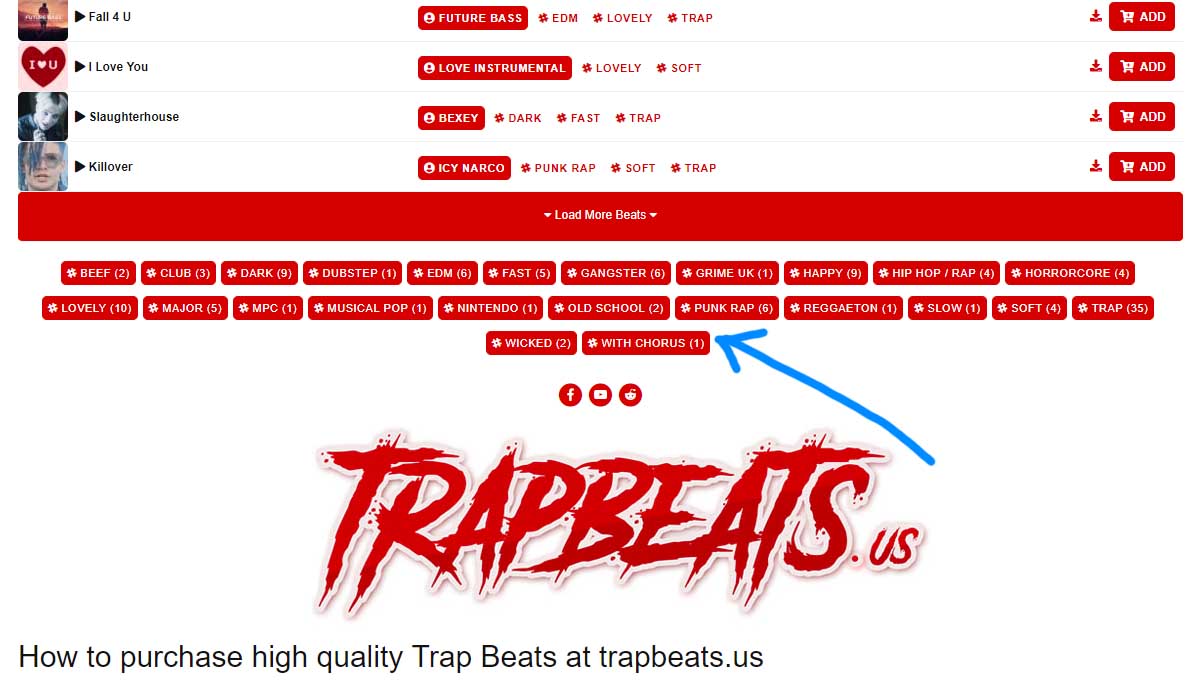 FUTURE BASS
Fall 4 U FUTURE BASS EDM LOVELY TRAP ADD
I U
I Love You LOVE INSTRUMENTAL LOVELY SOFT ADD
Slaughterhouse BEXEY DARK FAST TRAP ADD
Killover ICY NARCO PUNK RAP SOFT TRAP ADD
Load More Beats
BEEF (2) CLUB (3) DARK (9) DUBSTEP (1) EDM (6) FAST (5) GANGSTER (6) GRIME UK (1) HAPPY (9) HIP HOP / RAP (4) HORRORCORE (4)
LOVELY (10) MAJOR (5) MPC (1) MUSICAL POP (1) NINTENDO (1) OLD SCHOOL (2) PUNK RAP (6) REGGAETON (1) SLOW (1) SOFT (4) TRAP (35)
WICKED (2) WITH CHORUS (1)
TRAPBEATS.US
How to purchase high quality Trap Beats at trapbeats.us